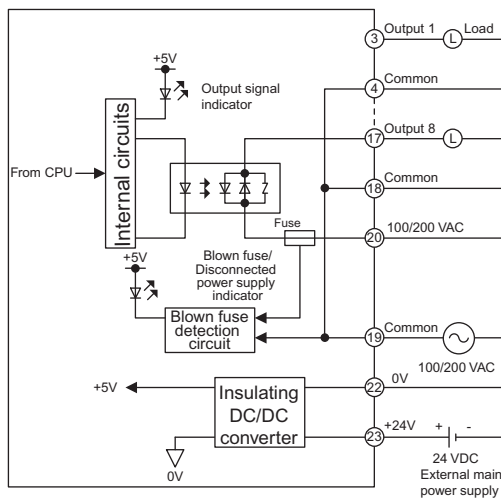 3 Output 1 L Load
+5V
Output signal
indicator
4 Common
Internal circuits
17 Output 8 L
From CPU
18 Common
Fuse
20 100/200 VAC
+5V
Blown fuse/
Disconnected
power supply
indicator
Blown fuse
detection
circuit
19 Common
100/200 VAC
22 0V
+5V
Insulating
DC/DC
converter
23 +24V + -
0V
24 VDC
External main
power supply